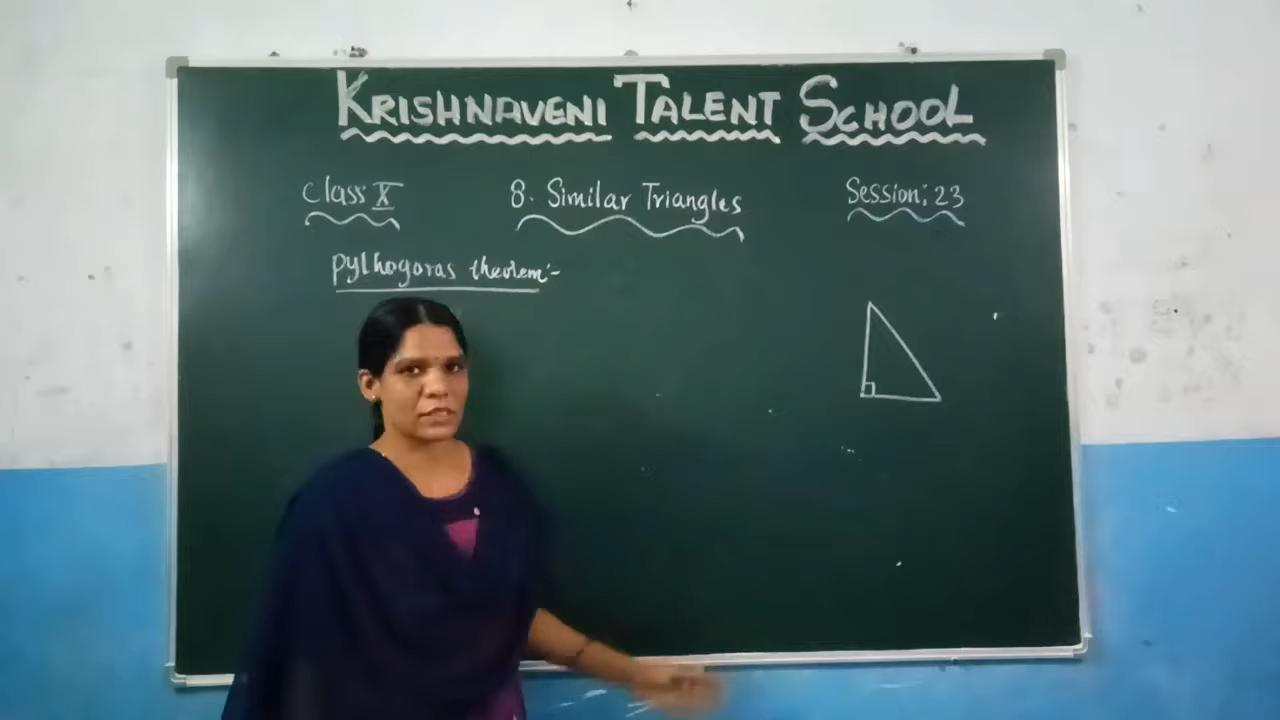 KRISHNAVENI TALENT SCHOOL
Class X 8. Similar Triangles Session: 23
Pythogoras theorem:-